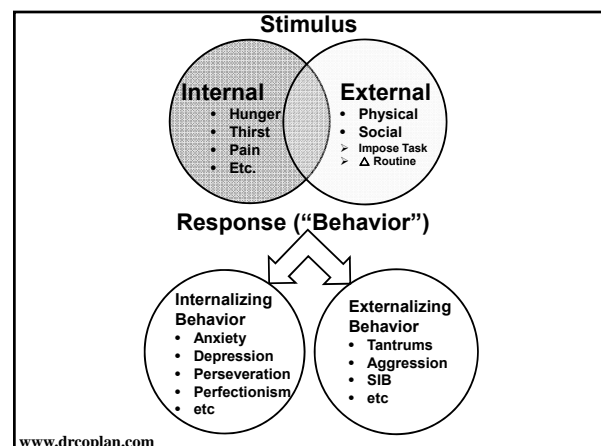 Stimulus
Internal
• Hunger
• Thirst
• Pain
• Etc.
External
• Physical
• Social
➢ Impose Task
➢ Δ Routine
Response (“Behavior”)
Internalizing
Behavior
• Anxiety
• Depression
• Perseveration
• Perfectionism
• etc
Externalizing
Behavior
• Tantrums
• Aggression
• SIB
• etc
www.drcoplan.com